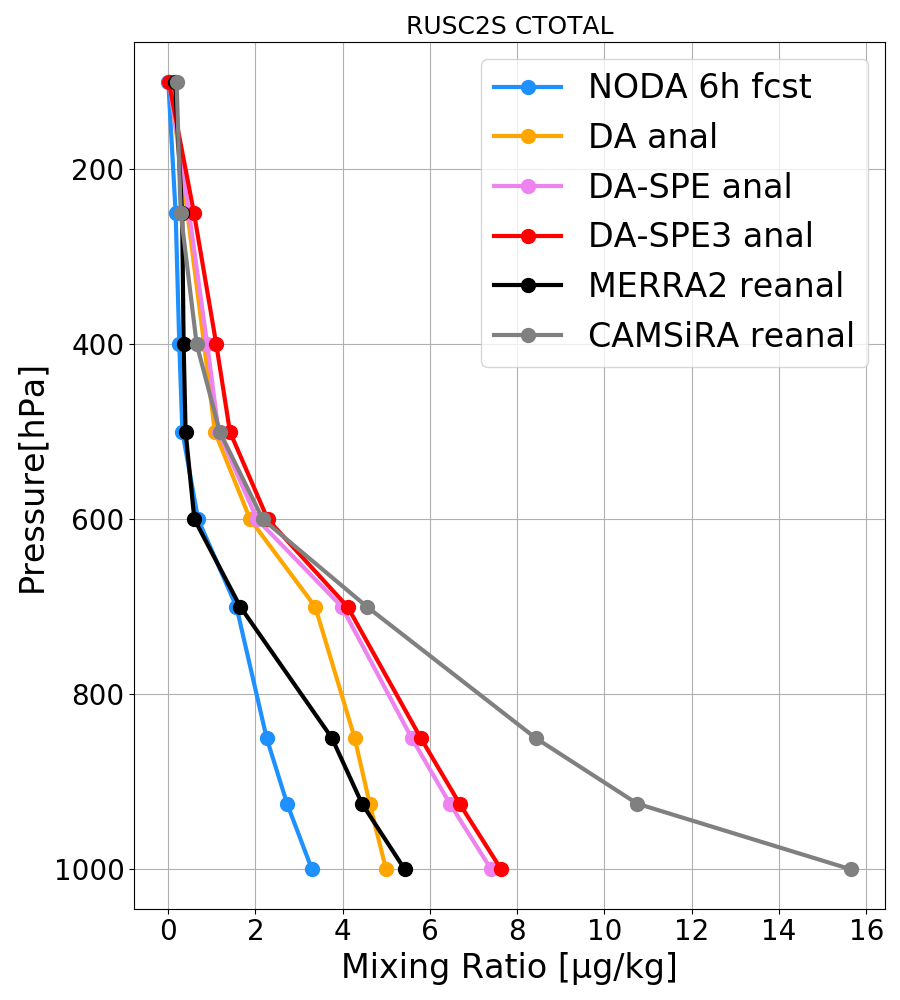 RUSC2S CTOTAL
NODA 6h fcst
DA anal
DA-SPE anal
DA-SPE3 anal
MERRA2 reanal
CAMSiRA reanal
200
400
600
800
1000
Pressure[hPa]
0 2 4 6 8 10 12 14 16
Mixing Ratio [μg/kg]